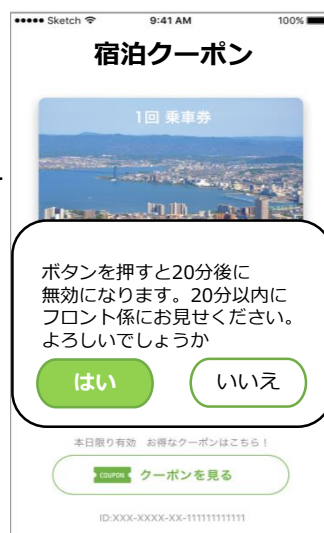 Sketch 9:41 AM 100%
宿泊クーポン
1回 乗車券
ボタンを押すと20分後に
無効になります。20分以内に
フロント係にお見せください。
よろしいでしょうか
はい いいえ
本日限り有効 お得なクーポンはこちら！
COUPON クーポンを見る
ID:XXX-XXXX-XX-111111111111